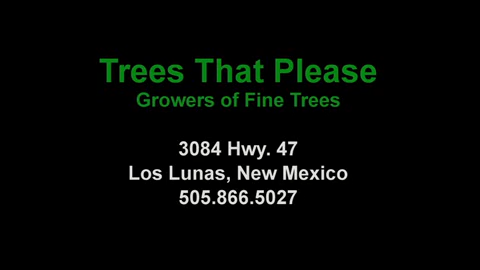 Trees That Please
Growers of Fine Trees
3084 Hwy. 47
Los Lunas, New Mexico
505.866.5027